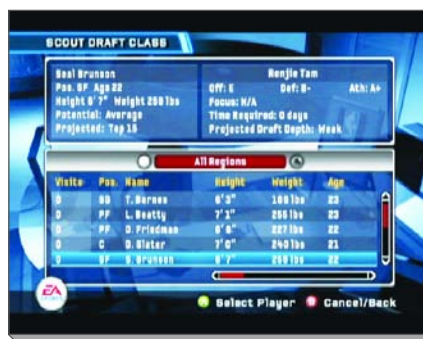 SCOUT DRAFT CLASS
Seal Brunson
Pos. SF Age 22
Height 6' 7" Weight 259 lbs
Potential: Average
Projected: Top 15
Renjie Tam
Off: E Def: B- Ath: A+
Focus: N/A
Time Required: 0 days
Projected Draft Depth: Weak
All Regions
Visits Pos. Name Height Weight Age
0 SG T. Barnes 6'3" 188 lbs 23
0 PF L. Beatty 7'1" 255 lbs 23
0 PF D. Friedman 6'8" 227 lbs 22
0 C D. Slater 7'0" 240 lbs 21
0 SF S. Brunson 6'7" 259 lbs 22
EA
SPORTS
A Select Player B Cancel/Back